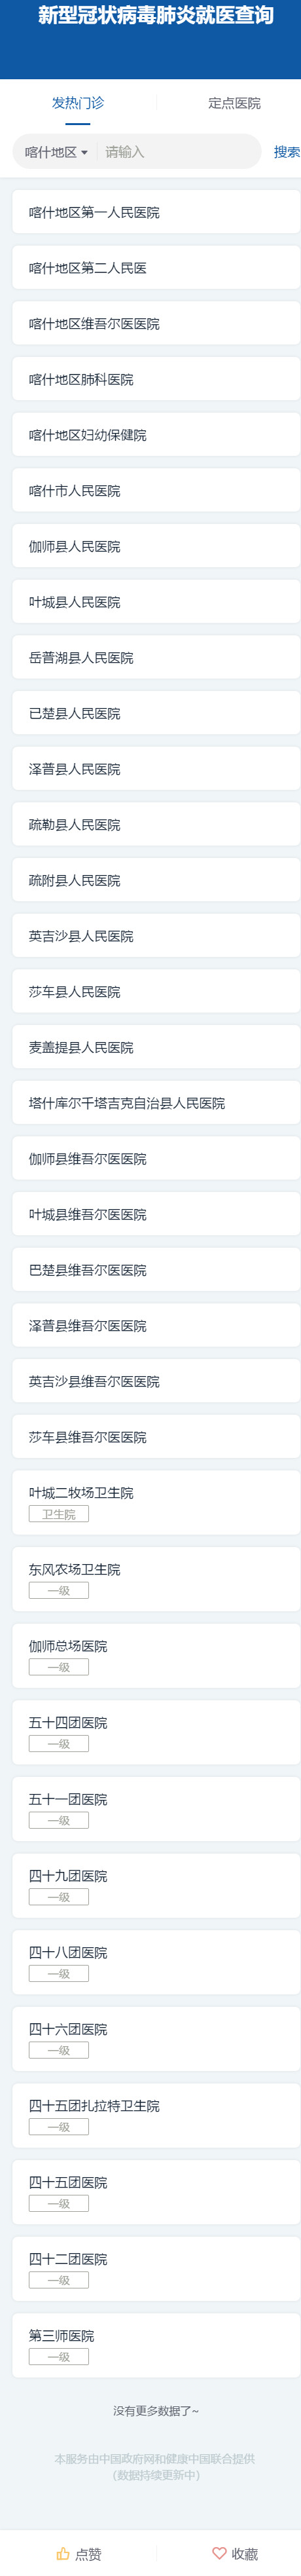 新型冠状病毒肺炎就医查询
发热门诊 定点医院
喀什地区 请输入 搜索
喀什地区第一人民医院
喀什地区第二人民医
喀什地区维吾尔医医院
喀什地区肺科医院
喀什地区妇幼保健院
喀什市人民医院
伽师县人民医院
叶城县人民医院
岳普湖县人民医院
已楚县人民医院
泽普县人民医院
疏勒县人民医院
疏附县人民医院
英吉沙县人民医院
莎车县人民医院
麦盖提县人民医院
塔什库尔千塔吉克自治县人民医院
伽师县维吾尔医医院
叶城县维吾尔医医院
巴楚县维吾尔医医院
泽普县维吾尔医医院
英吉沙县维吾尔医医院
莎车县维吾尔医医院
叶城二牧场卫生院
卫生院
东风农场卫生院
一级
伽师总场医院
一级
五十四团医院
一级
五十一团医院
一级
四十九团医院
一级
四十八团医院
一级
四十六团医院
一级
四十五团扎拉特卫生院
一级
四十五团医院
一级
四十二团医院
一级
第三师医院
一级
没有更多数据了~
本服务由中国政府网和健康中国联合提供
(数据持续更新中)
点赞 收藏